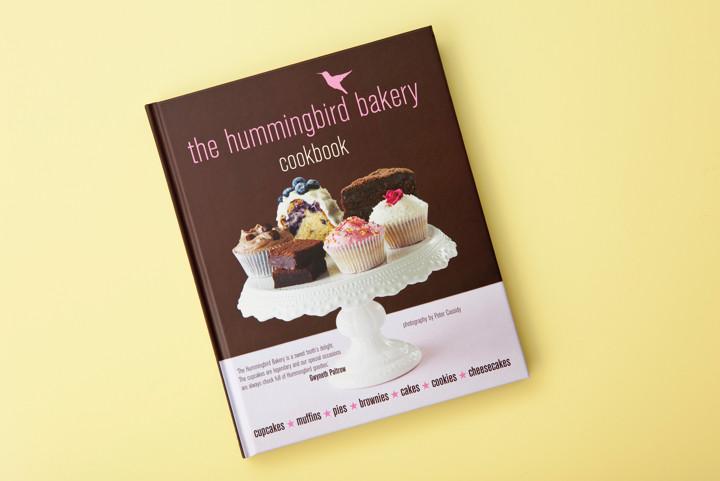 the hummingbird bakery
cookbook
photography by Peter Cassidy
'The Hummingbird Bakery is a sweet tooth's delight.
The cupcakes are legendary and our special occasions
are always chock full of Hummingbird goodies.'
Gwyneth Paltrow
cupcakes ★ muffins ★ pies ★ brownies ★ cakes ★ cookies ★ cheesecakes